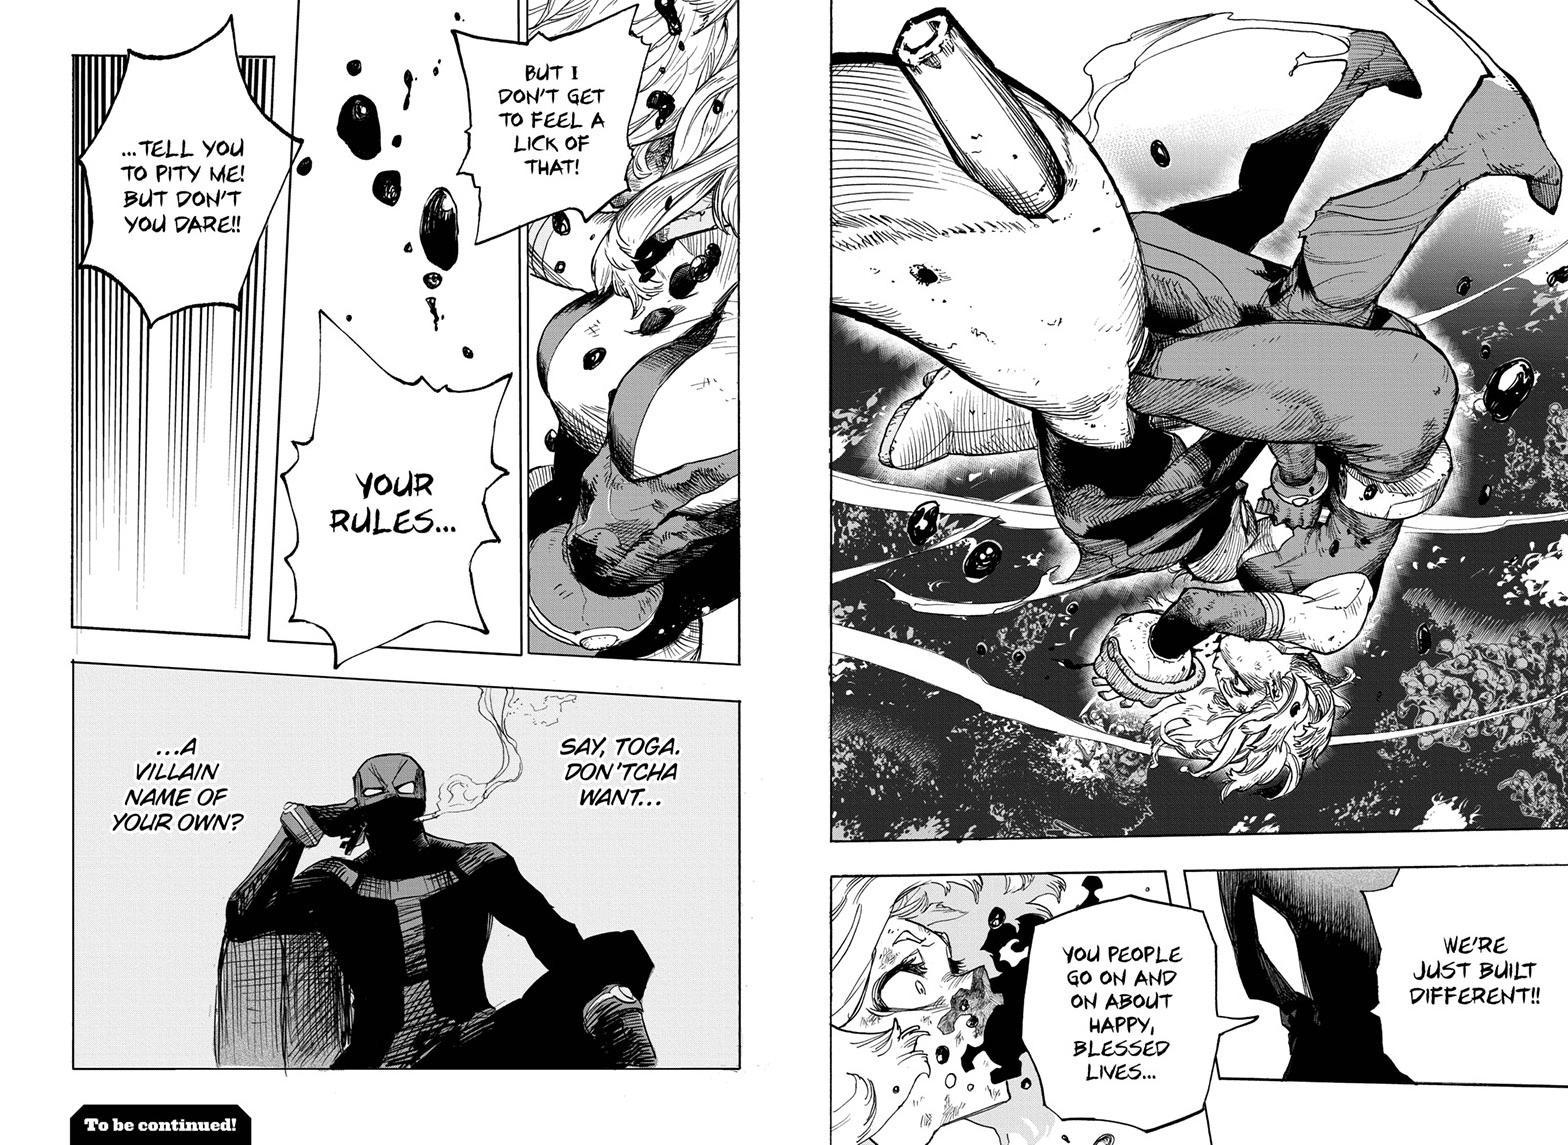 WE'RE
JUST BUILT
DIFFERENT!!
YOU PEOPLE
GO ON AND
ON ABOUT
HAPPY,
BLESSED
LIVES...
BUT I
DON'T GET
TO FEEL A
LICK OF
THAT!
YOUR
RULES...
...TELL YOU
TO PITY ME!
BUT DON'T
YOU DARE!!
SAY, TOGA.
DON'TCHA
WANT...
...A
VILLAIN
NAME OF
YOUR OWN?
To be continued!